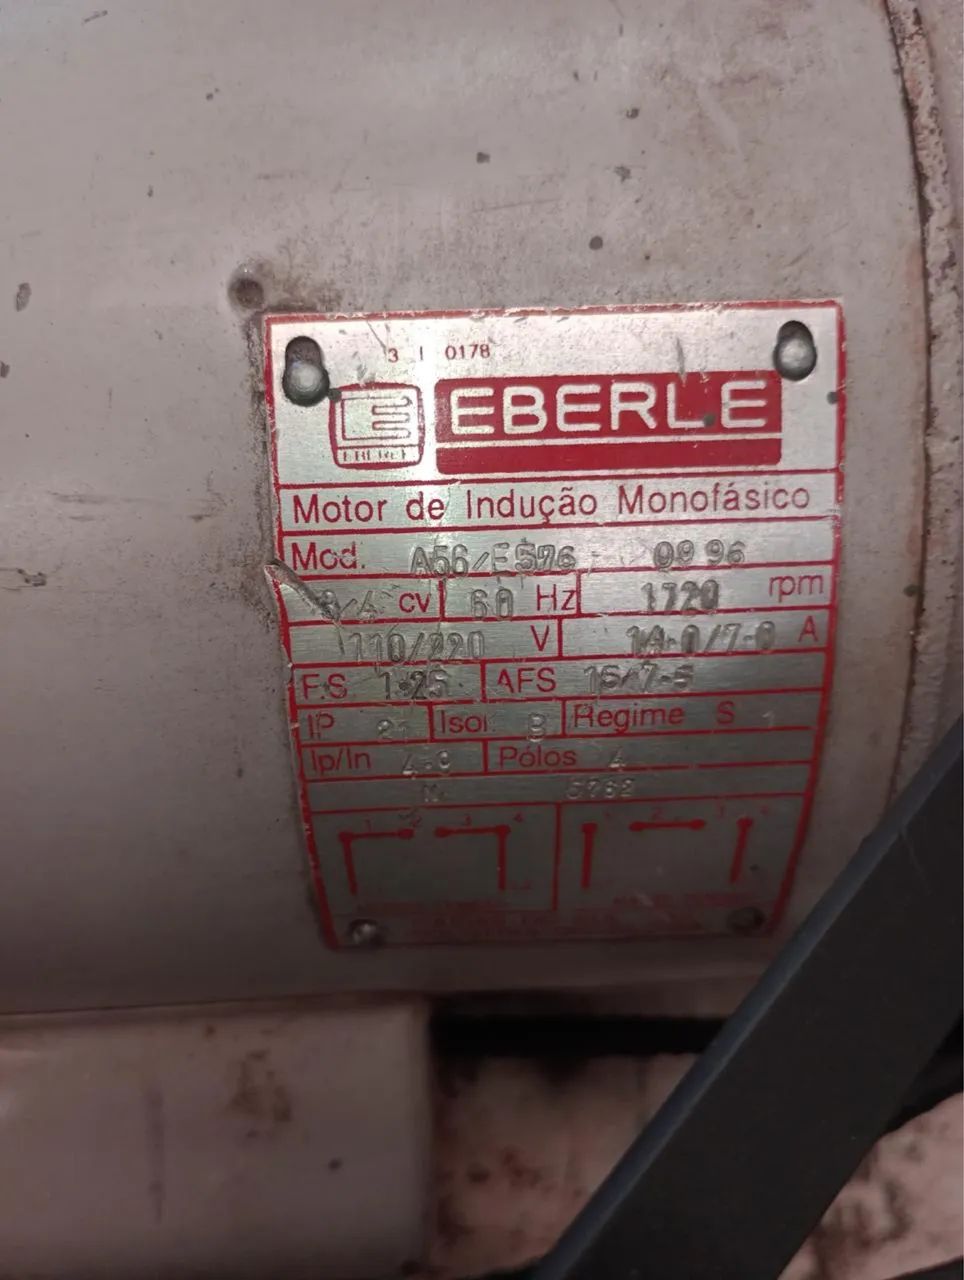 3 I 0178
EBERLE
EBERLE
Motor de Indução Monofásico
Mod. A56/E576 0996
3/4 cv 60 Hz 1720 rpm
110/220 V 14.0/7.0 A
F.S. 1.25 AFS 15/7.5
IP 21 Isol B Regime S 1
Ip/In 4.9 Pólos 4
5762
1 2 3 4 1 2 3 4